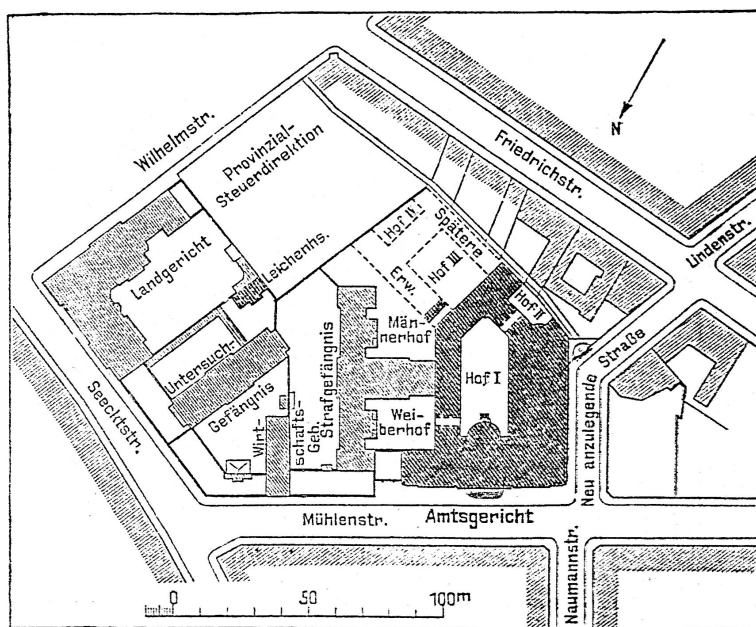 Wilhelmstr.
Provinzial-
Steuerdirektion
Friedrichstr.
N
Lindenstr.
Landgericht
Leichenhs.
Hof IV
Spätere
Erw.
Hof III
Hof II
Män-
nerhof
Hof I
Untersuch-
Gefängnis
Strafgefängnis
Wei-
berhof
Wirt-
schafts-
Geb.
Seecktstr.
Neu anzulegende Straße
Mühlenstr.
Amtsgericht
Naumannstr.
0 50 100m